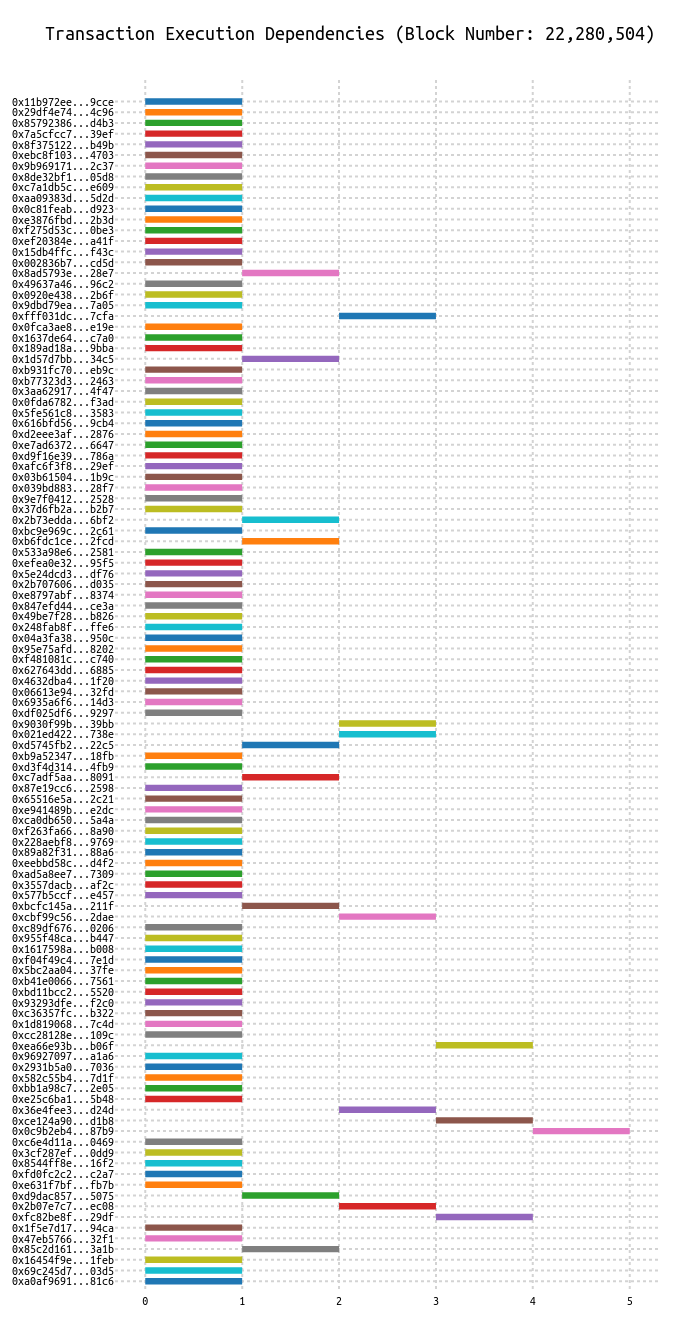 Transaction Execution Dependencies (Block Number: 22,280,504)
0x11b972ee...9cce
0x29df4e74...4c96
0x85792386...d4b3
0x7a5cfcc7...39ef
0x8f375122...b49b
0xebc8f103...4703
0x9b969171...2c37
0x8de32bf1...05d8
0xc7a1db5c...e609
0xaa09383d...5d2d
0x0c81feab...d923
0xe3876fbd...2b3d
0xf275d53c...0be3
0xef20384e...a41f
0x15db4ffc...f43c
0x002836b7...cd5d
0x8ad5793e...28e7
0x49637a46...96c2
0x0920e438...2b6f
0x9dbd79ea...7a05
0xfff031dc...7cfa
0x0fca3ae8...e19e
0x1637de64...c7a0
0x189ad18a...9bba
0x1d57d7bb...34c5
0xb931fc70...eb9c
0xb77323d3...2463
0x3aa62917...4f47
0x0fda6782...f3ad
0x5fe561c8...3583
0x616bfd56...9cb4
0xd2eee3af...2876
0xe7ad6372...6647
0xd9f16e39...786a
0xafc6f3f8...29ef
0x03b61504...1b9c
0x039bd883...28f7
0x9e7f0412...2528
0x37d6fb2a...b2b7
0x2b73edda...6bf2
0xbc9e969c...2c61
0xb6fdc1ce...2fcd
0x533a98e6...2581
0xefea0e32...95f5
0x5e24dcd3...df76
0x2b707606...d035
0xe8797abf...8374
0x847efd44...ce3a
0x49be7f28...b826
0x248fab8f...ffe6
0x04a3fa38...950c
0x95e75afd...8202
0xf481081c...c740
0x627643dd...6885
0x4632dba4...1f20
0x06613e94...32fd
0x6935a6f6...14d3
0xdf025df6...9297
0x9030f99b...39bb
0x021ed422...738e
0xd5745fb2...22c5
0xb9a52347...18fb
0xd3f4d314...4fb9
0xc7adf5aa...8091
0x87e19cc6...2598
0x65516e5a...2c21
0xe941489b...e2dc
0xca0db650...5a4a
0xf263fa66...8a90
0x228aebf8...9769
0x89a82f31...88a6
0xeebbd58c...d4f2
0xad5a8ee7...7309
0x3557dacb...af2c
0x577b5ccf...e457
0xbcfc145a...211f
0xcbf99c56...2dae
0xc89df676...0206
0x955f48ca...b447
0x1617598a...b008
0xf04f49c4...7e1d
0x5bc2aa04...37fe
0xb41e0066...7561
0xbd11bcc2...5520
0x93293dfe...f2c0
0xc36357fc...b322
0x1d819068...7c4d
0xcc28128e...109c
0xea66e93b...b06f
0x96927097...a1a6
0x2931b5a0...7036
0x582c55b4...7d1f
0xbb1a98c7...2e05
0xe25c6ba1...5b48
0x36e4fee3...d24d
0xce124a90...d1b8
0x0c9b2eb4...87b9
0xc6e4d11a...0469
0x3cf287ef...0dd9
0x8544ff8e...16f2
0xfd0fc2c2...c2a7
0xe631f7bf...fb7b
0xd9dac857...5075
0x2b07e7c7...ec08
0xfc82be8f...29df
0x1f5e7d17...94ca
0x47eb5766...32f1
0x85c2d161...3a1b
0x16454f9e...1feb
0x69c245d7...03d5
0xa0af9691...81c6
0 1 2 3 4 5